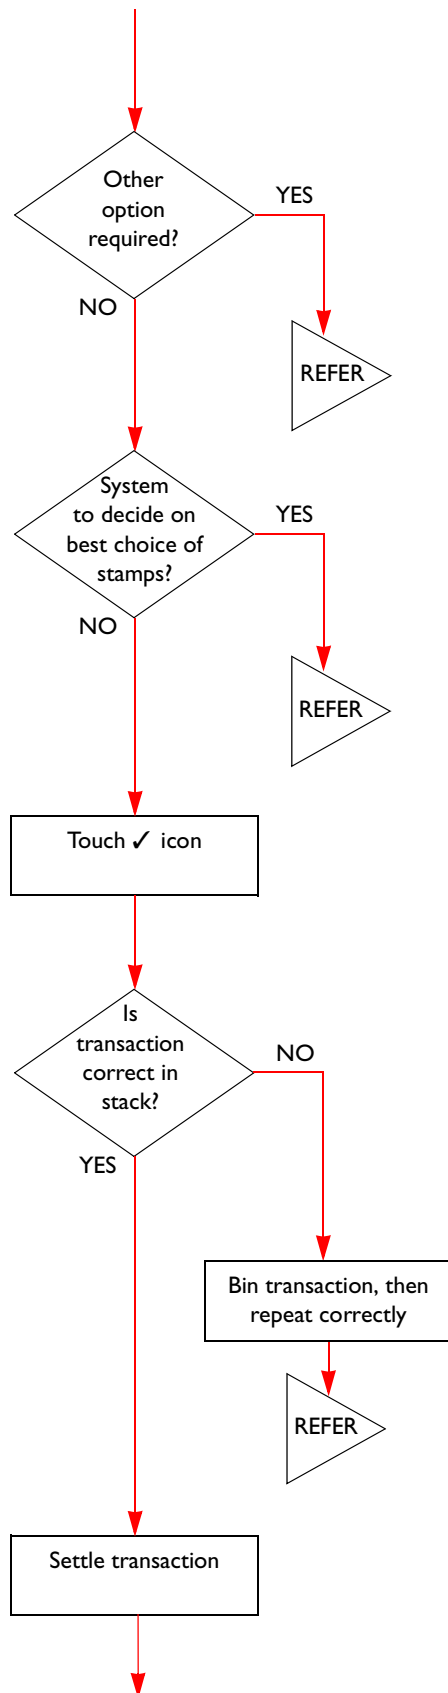 Other
option
required?
YES
NO
REFER
System
to decide on
best choice of
stamps?
YES
NO
REFER
Touch ✓ icon
Is
transaction
correct in
stack?
NO
YES
Bin transaction, then
repeat correctly
REFER
Settle transaction